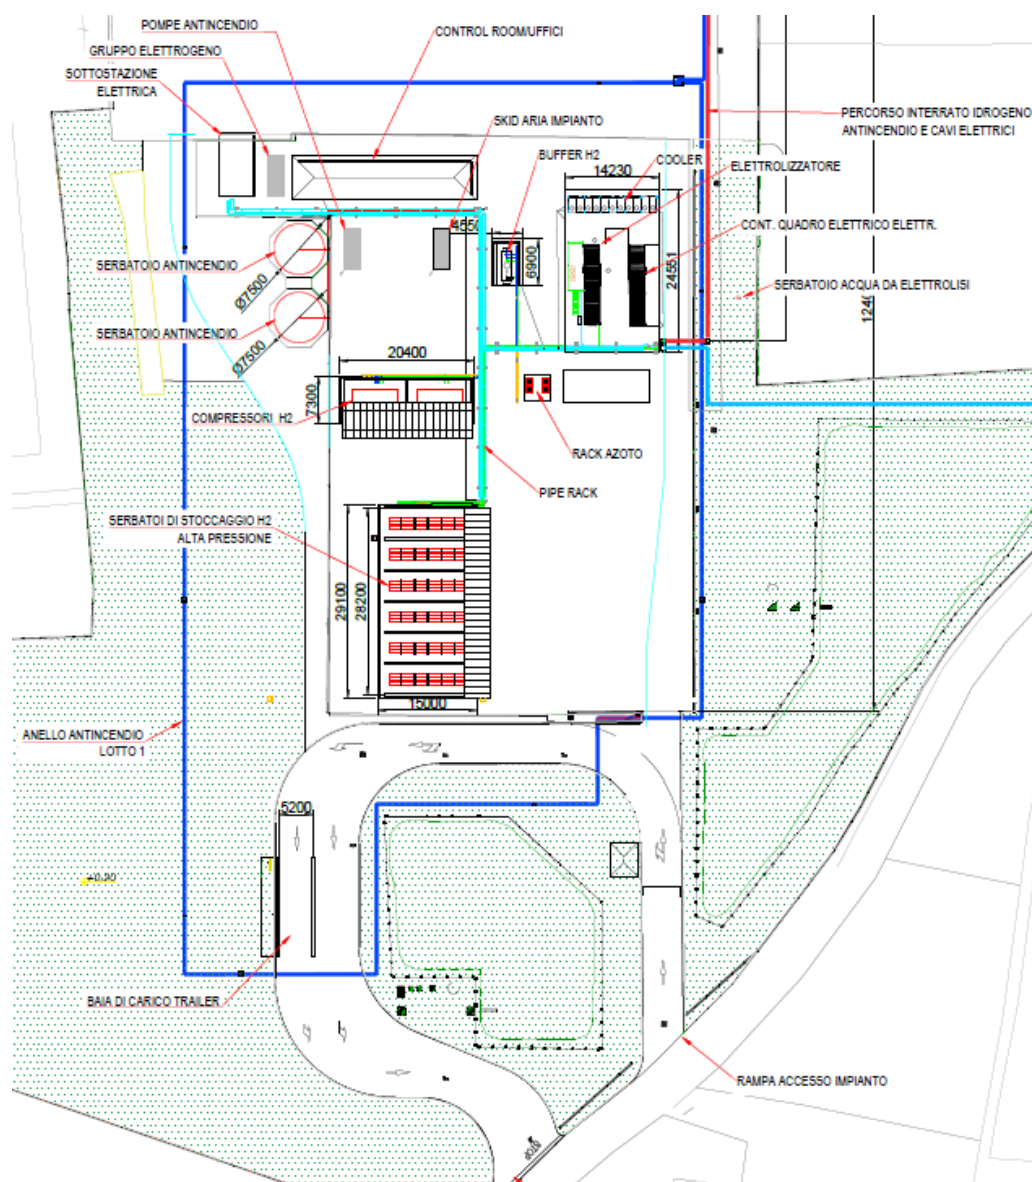 POMPE ANTINCENDIO
CONTROL ROOM/UFFICI
GRUPPO ELETTROGENO
SOTTOSTAZIONE
ELETTRICA
PERCORSO INTERRATO IDROGENO
ANTINCENDIO E CAVI ELETTRICI
SKID ARIA IMPIANTO
BUFFER H2
COOLER
ELETTROLIZZATORE
14230
4550
CONT. QUADRO ELETTRICO ELETTR.
SERBATOIO ANTINCENDIO
6900
24551
SERBATOIO ACQUA DA ELETTROLISI
Ø7500
SERBATOIO ANTINCENDIO
Ø7500
20400
7300
COMPRESSORI H2
RACK AZOTO
PIPE RACK
SERBATOI DI STOCCAGGIO H2
ALTA PRESSIONE
29100
28200
15000
ANELLO ANTINCENDIO
LOTTO 1
5200
BAIA DI CARICO TRAILER
RAMPA ACCESSO IMPIANTO
STOP